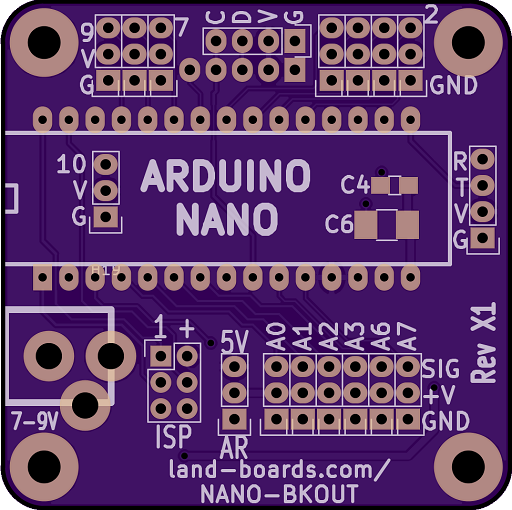 C D V G
9 7
2
V
G
GND
10
V
G
ARDUINO
NANO
C4
C6
R
T
V
G
1 +
5V
A0 A1 A2 A3 A6 A7
Rev X1
SIG
+V
GND
7-9V
ISP
AR
land-boards.com/
NANO-BKOUT